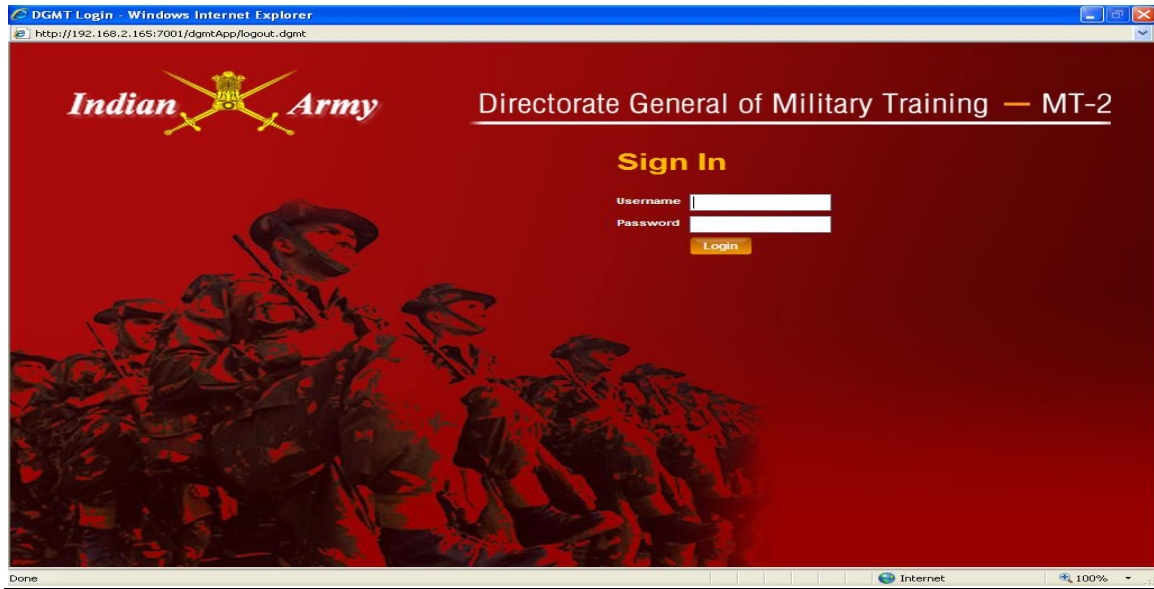 DGMT Login - Windows Internet Explorer
http://192.168.2.165:7001/dgmtApp/logout.dgmt
Indian Army
Directorate General of Military Training — MT-2
Sign In
Username
Password
Login
Done
Internet
100%